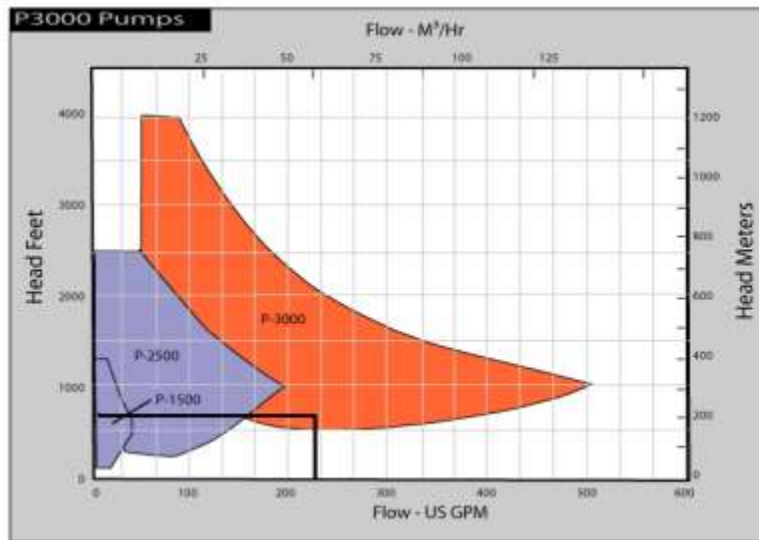 P3000 Pumps
Flow - M³/Hr
25 50 75 100 125
Head Feet
4000
3000
2000
1000
0
1200
1000
800
600
400
200
0
Head Meters
P-3000
P-2500
P-1500
0 100 200 300 400 500 600
Flow - US GPM